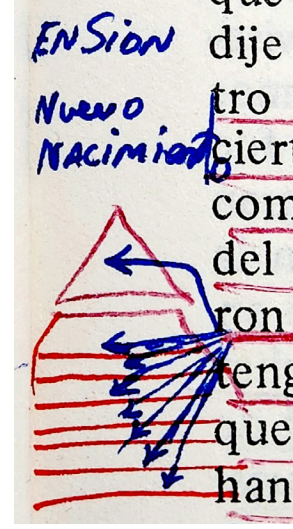 que
ENSION dije
NUEVO tro
NACIMIENTO ciert
com
del
ron
teng
que
han